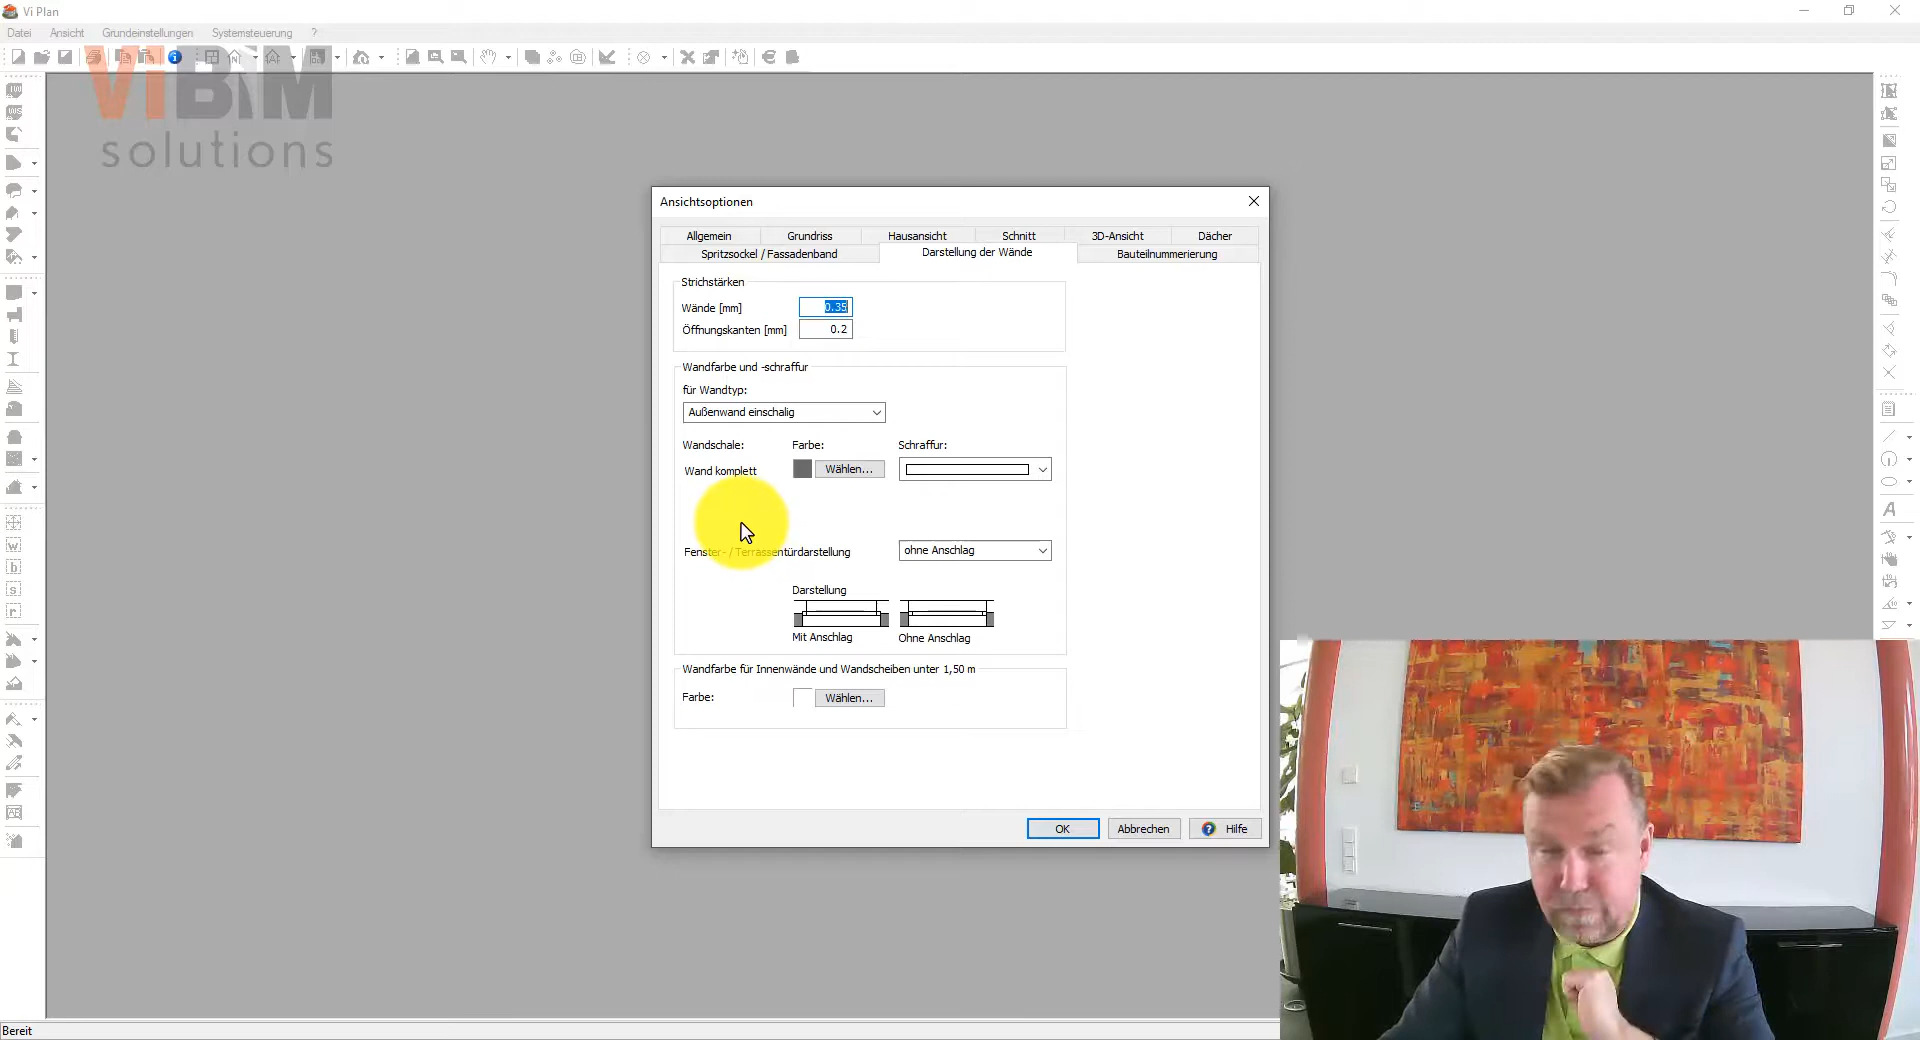 Vi Plan
Datei Ansicht Grundeinstellungen Systemsteuerung ?
ViBiM
solutions
Ansichtsoptionen
Allgemein Grundriss Hausansicht Schnitt 3D-Ansicht Dächer
Spritzsockel / Fassadenband Darstellung der Wände Bauteilnummerierung
Strichstärken
Wände [mm] 0.35
Öffnungskanten [mm] 0.2
Wandfarbe und -schraffur
für Wandtyp:
Außenwand einschalig
Wandschale: Farbe: Schraffur:
Wand komplett Wählen...
Fenster- / Terrassentürdarstellung ohne Anschlag
Darstellung
Mit Anschlag Ohne Anschlag
Wandfarbe für Innenwände und Wandscheiben unter 1,50 m
Farbe: Wählen...
OK Abbrechen Hilfe
Bereit